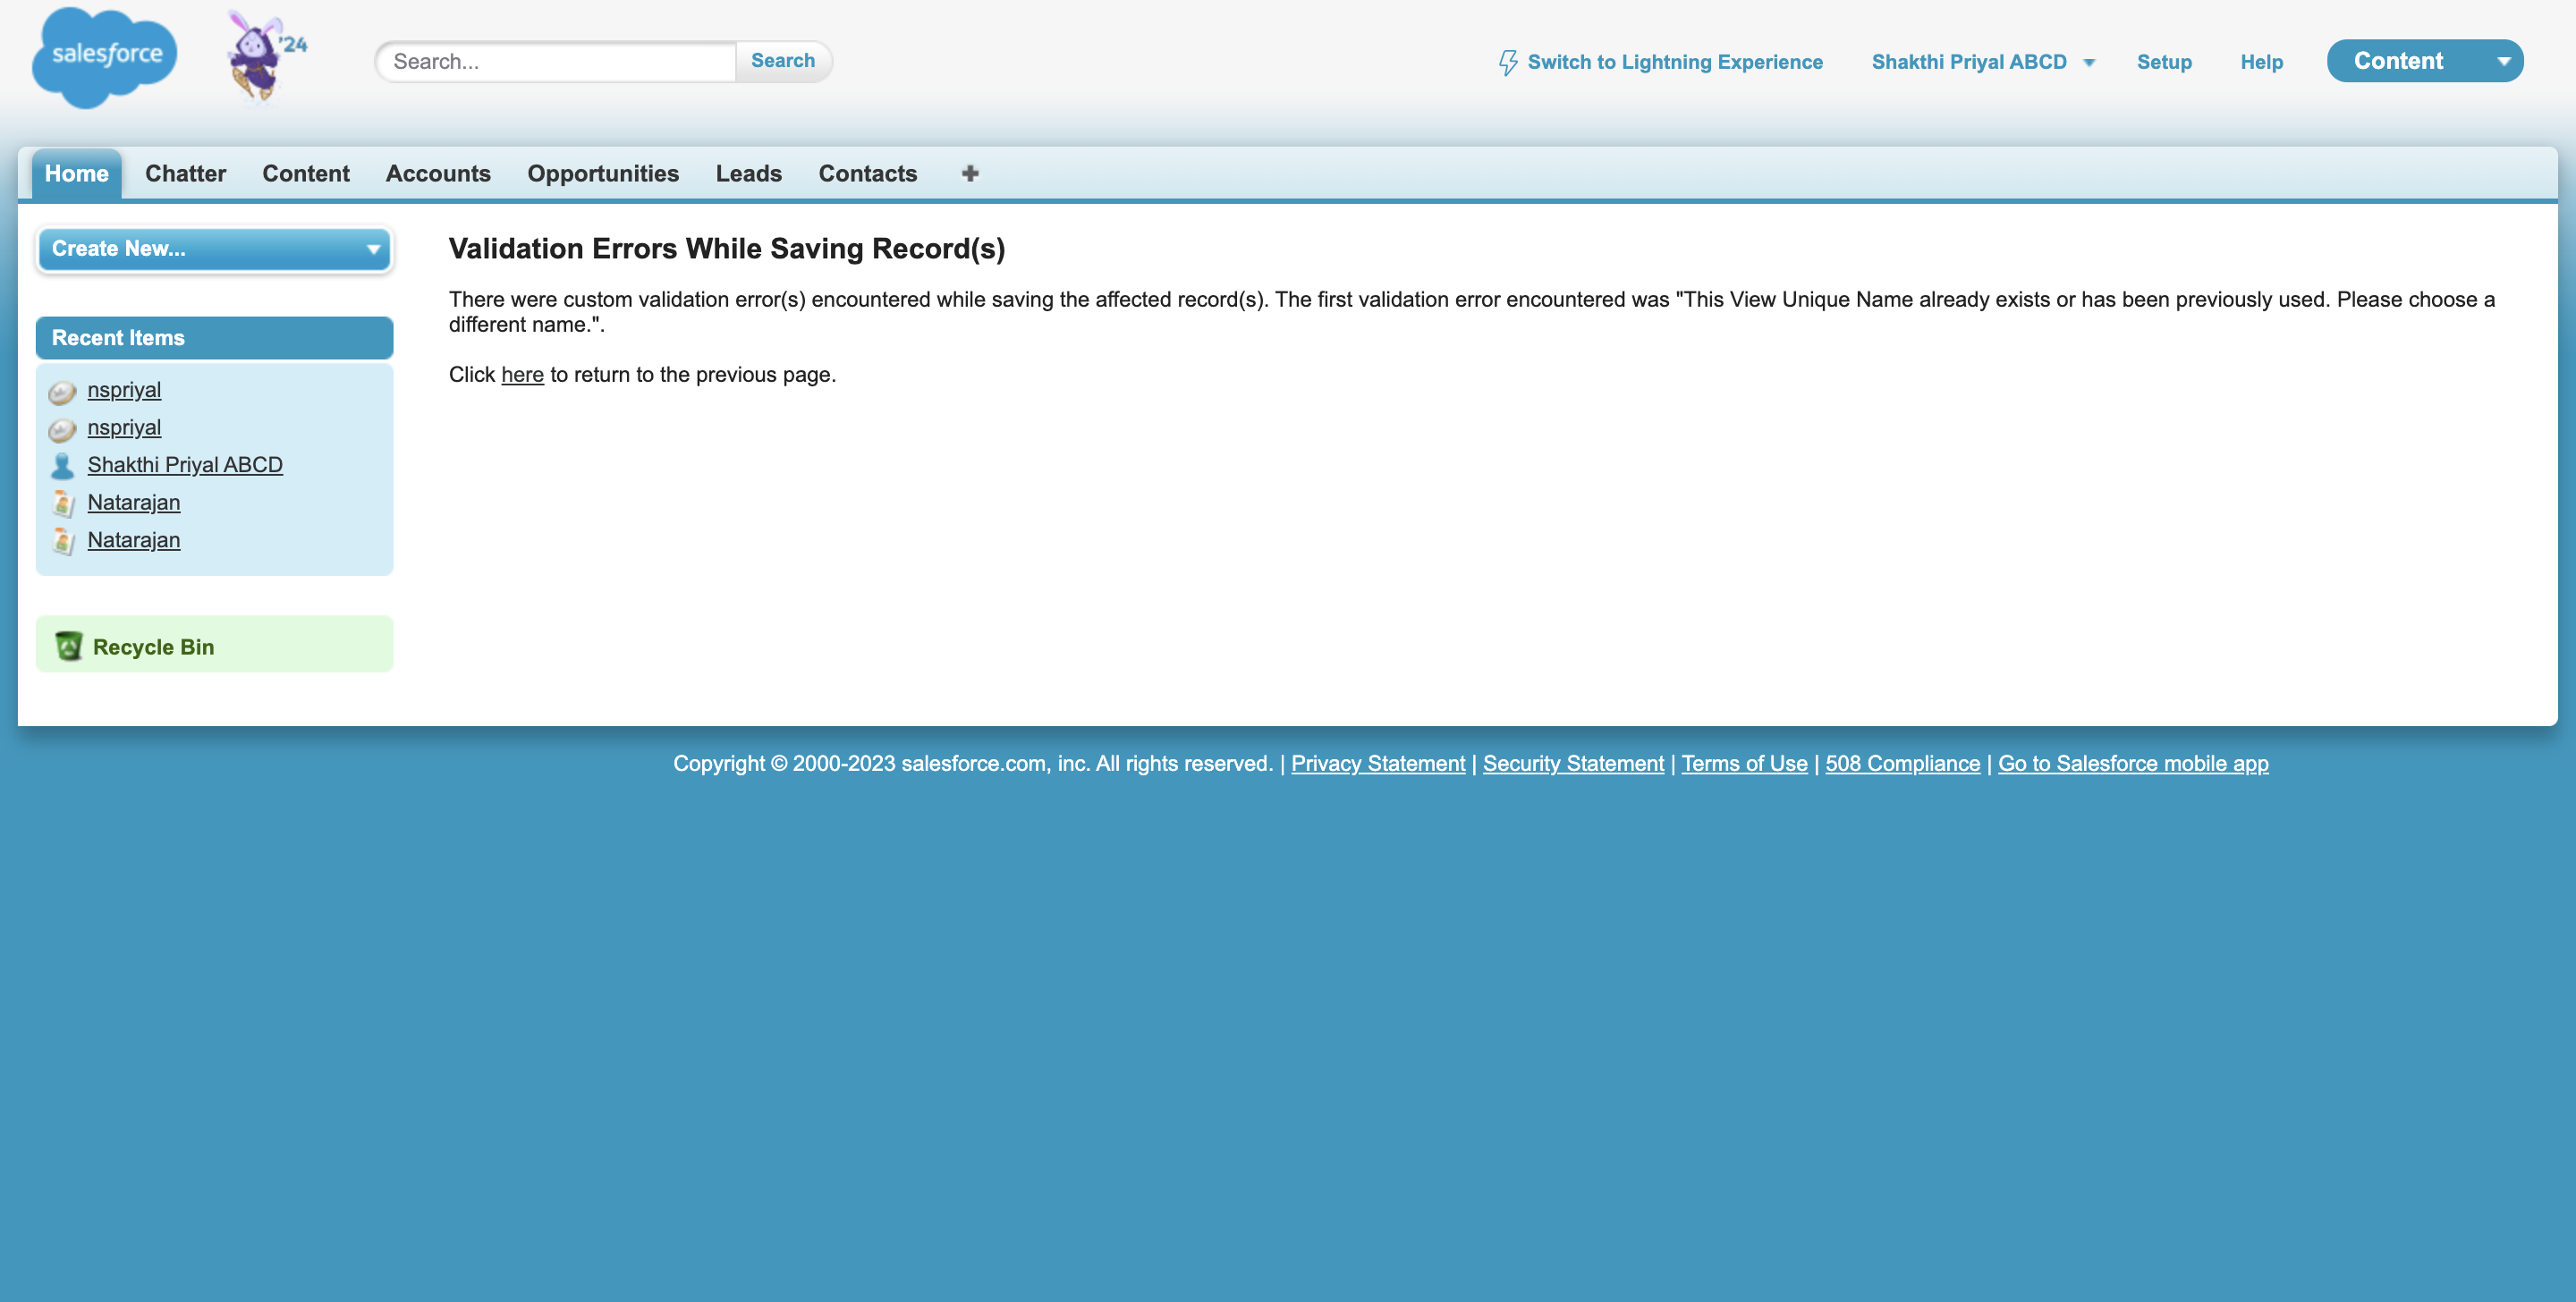 salesforce
'24
Search...
Search
Switch to Lightning Experience
Shakthi Priyal ABCD
Setup
Help
Content
Home
Chatter
Content
Accounts
Opportunities
Leads
Contacts
Create New...
Recent Items
nspriyal
nspriyal
Shakthi Priyal ABCD
Natarajan
Natarajan
Recycle Bin
Validation Errors While Saving Record(s)
There were custom validation error(s) encountered while saving the affected record(s). The first validation error encountered was "This View Unique Name already exists or has been previously used. Please choose a
different name.".
Click here to return to the previous page.
Copyright © 2000-2023 salesforce.com, inc. All rights reserved. | Privacy Statement | Security Statement | Terms of Use | 508 Compliance | Go to Salesforce mobile app